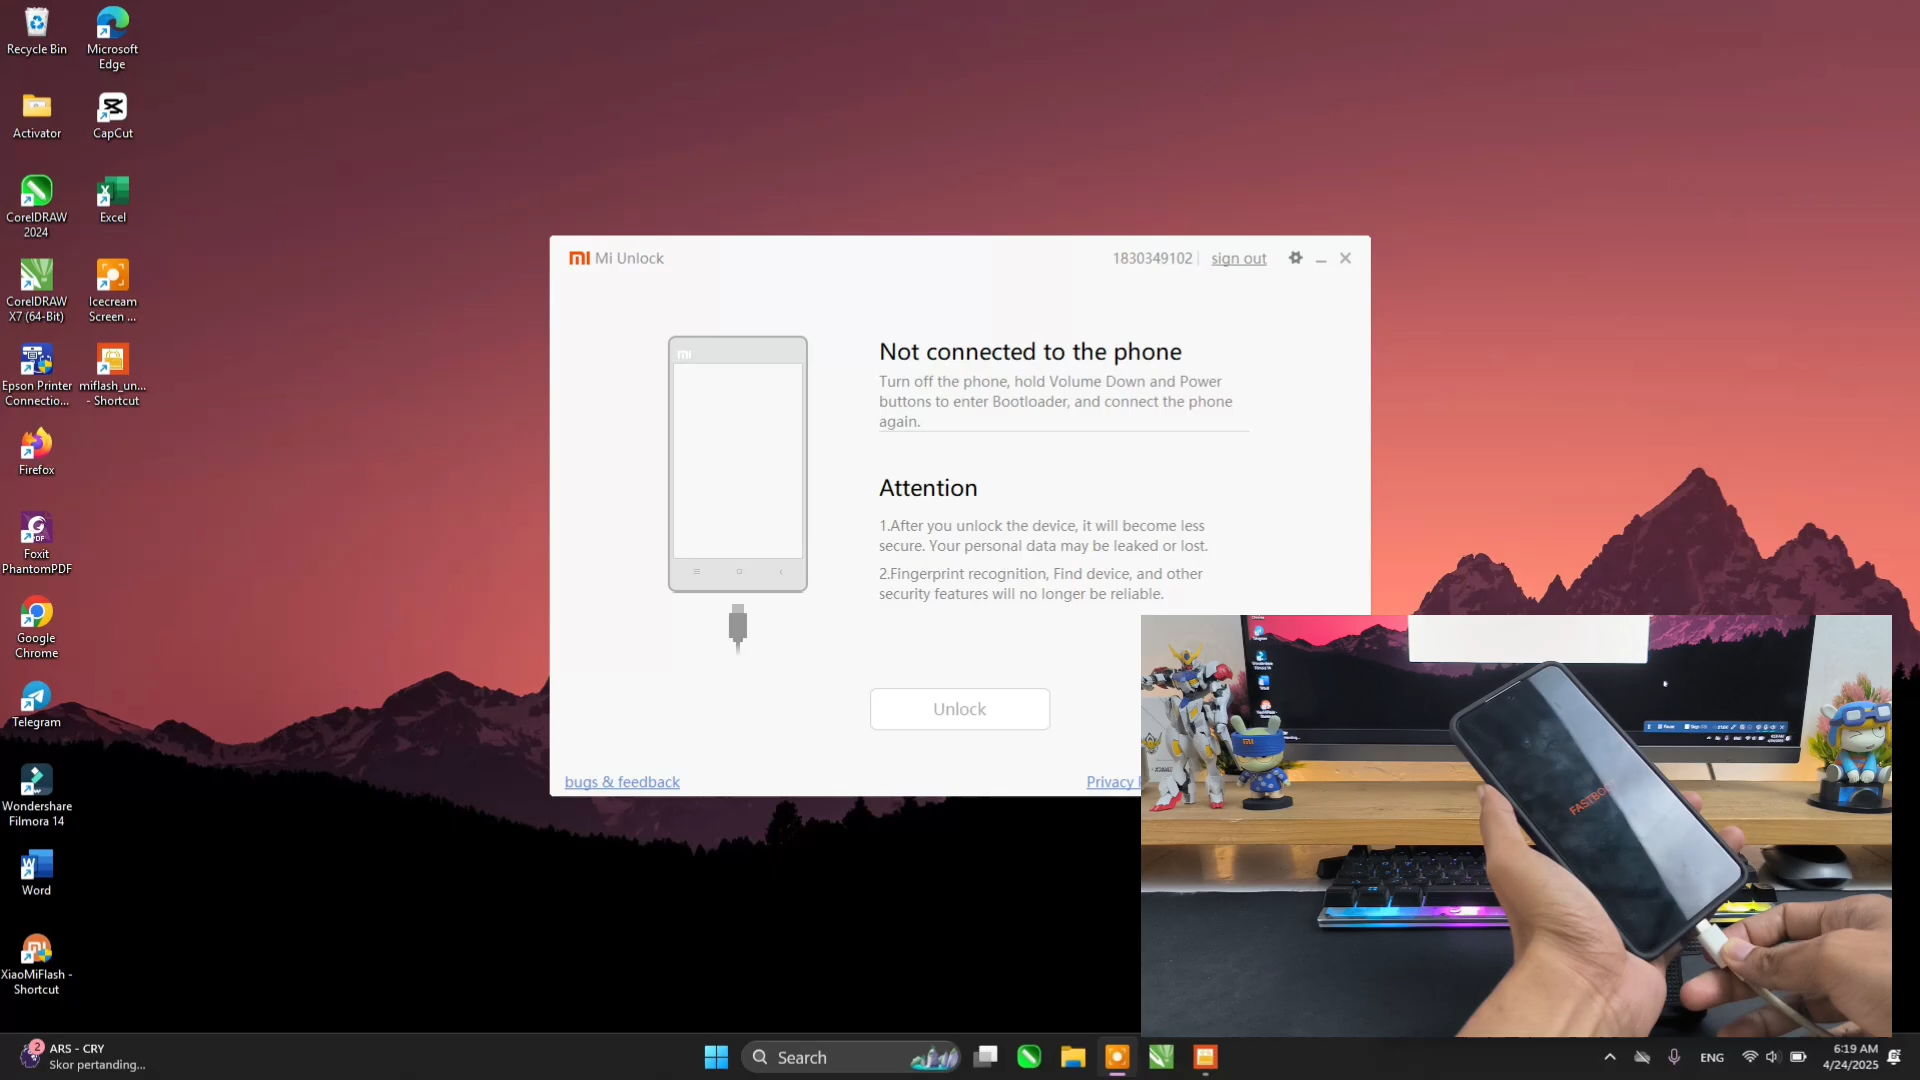 Recycle Bin
Microsoft
Edge
Activator
CapCut
CorelDRAW
2024
Excel
CorelDRAW
X7 (64-Bit)
Icecream
Screen ...
Epson Printer
Connectio...
miflash_un...
- Shortcut
Firefox
Foxit
PhantomPDF
Google
Chrome
Telegram
Wondershare
Filmora 14
Word
XiaoMiFlash -
Shortcut
Mi Unlock
1830349102
sign out
Not connected to the phone
Turn off the phone, hold Volume Down and Power
buttons to enter Bootloader, and connect the phone
again.
Attention
1.After you unlock the device, it will become less
secure. Your personal data may be leaked or lost.
2.Fingerprint recognition, Find device, and other
security features will no longer be reliable.
Unlock
bugs & feedback
Privacy
FASTBOOT
2
ARS - CRY
Skor pertanding...
Search
ENG
6:19 AM
4/24/2025